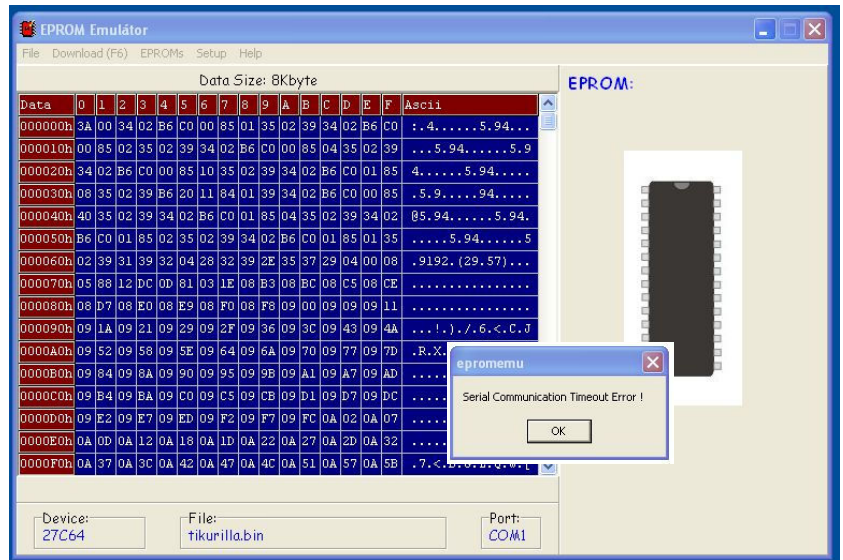 EPROM Emulátor
File Download (F6) EPROMs Setup Help
Data Size: 8Kbyte
EPROM:
Data 0 1 2 3 4 5 6 7 8 9 A B C D E F Ascii
000000h 3A 00 34 02 B6 C0 00 85 01 35 02 39 34 02 B6 C0 :.4......5.94...
000010h 00 85 02 35 02 39 34 02 B6 C0 00 85 04 35 02 39 ...5.94......5.9
000020h 34 02 B6 C0 00 85 10 35 02 39 34 02 B6 C0 01 85 4......5.94.....
000030h 08 35 02 39 B6 20 11 84 01 39 34 02 B6 C0 00 85 .5.9. ...94.....
000040h 40 35 02 39 34 02 B6 C0 01 85 04 35 02 39 34 02 @5.94......5.94.
000050h B6 C0 01 85 02 35 02 39 34 02 B6 C0 01 85 01 35 .....5.94......5
000060h 02 39 31 39 32 04 28 32 39 2E 35 37 29 04 00 08 .9192.(29.57)...
000070h 05 88 12 DC 0D 81 03 1E 08 B3 08 BC 08 C5 08 CE ................
000080h 08 D7 08 E0 08 E9 08 F0 08 F8 09 00 09 09 09 11 ................
000090h 09 1A 09 21 09 29 09 2F 09 36 09 3C 09 43 09 4A ...!.)./.6.<.C.J
0000A0h 09 52 09 58 09 5E 09 64 09 6A 09 70 09 77 09 7D .R.X.
0000B0h 09 84 09 8A 09 90 09 95 09 9B 09 A1 09 A7 09 AD .....
0000C0h 09 B4 09 BA 09 C0 09 C5 09 CB 09 D1 09 D7 09 DC .....
0000D0h 09 E2 09 E7 09 ED 09 F2 09 F7 09 FC 0A 02 0A 07 .....
0000E0h 0A 0D 0A 12 0A 18 0A 1D 0A 22 0A 27 0A 2D 0A 32 .....
0000F0h 0A 37 0A 3C 0A 42 0A 47 0A 4C 0A 51 0A 57 0A 5B .7.<.B.G.L.Q.W.[
epromemu
Serial Communication Timeout Error !
OK
Device:
27C64
File:
tikurilla.bin
Port:
COM1